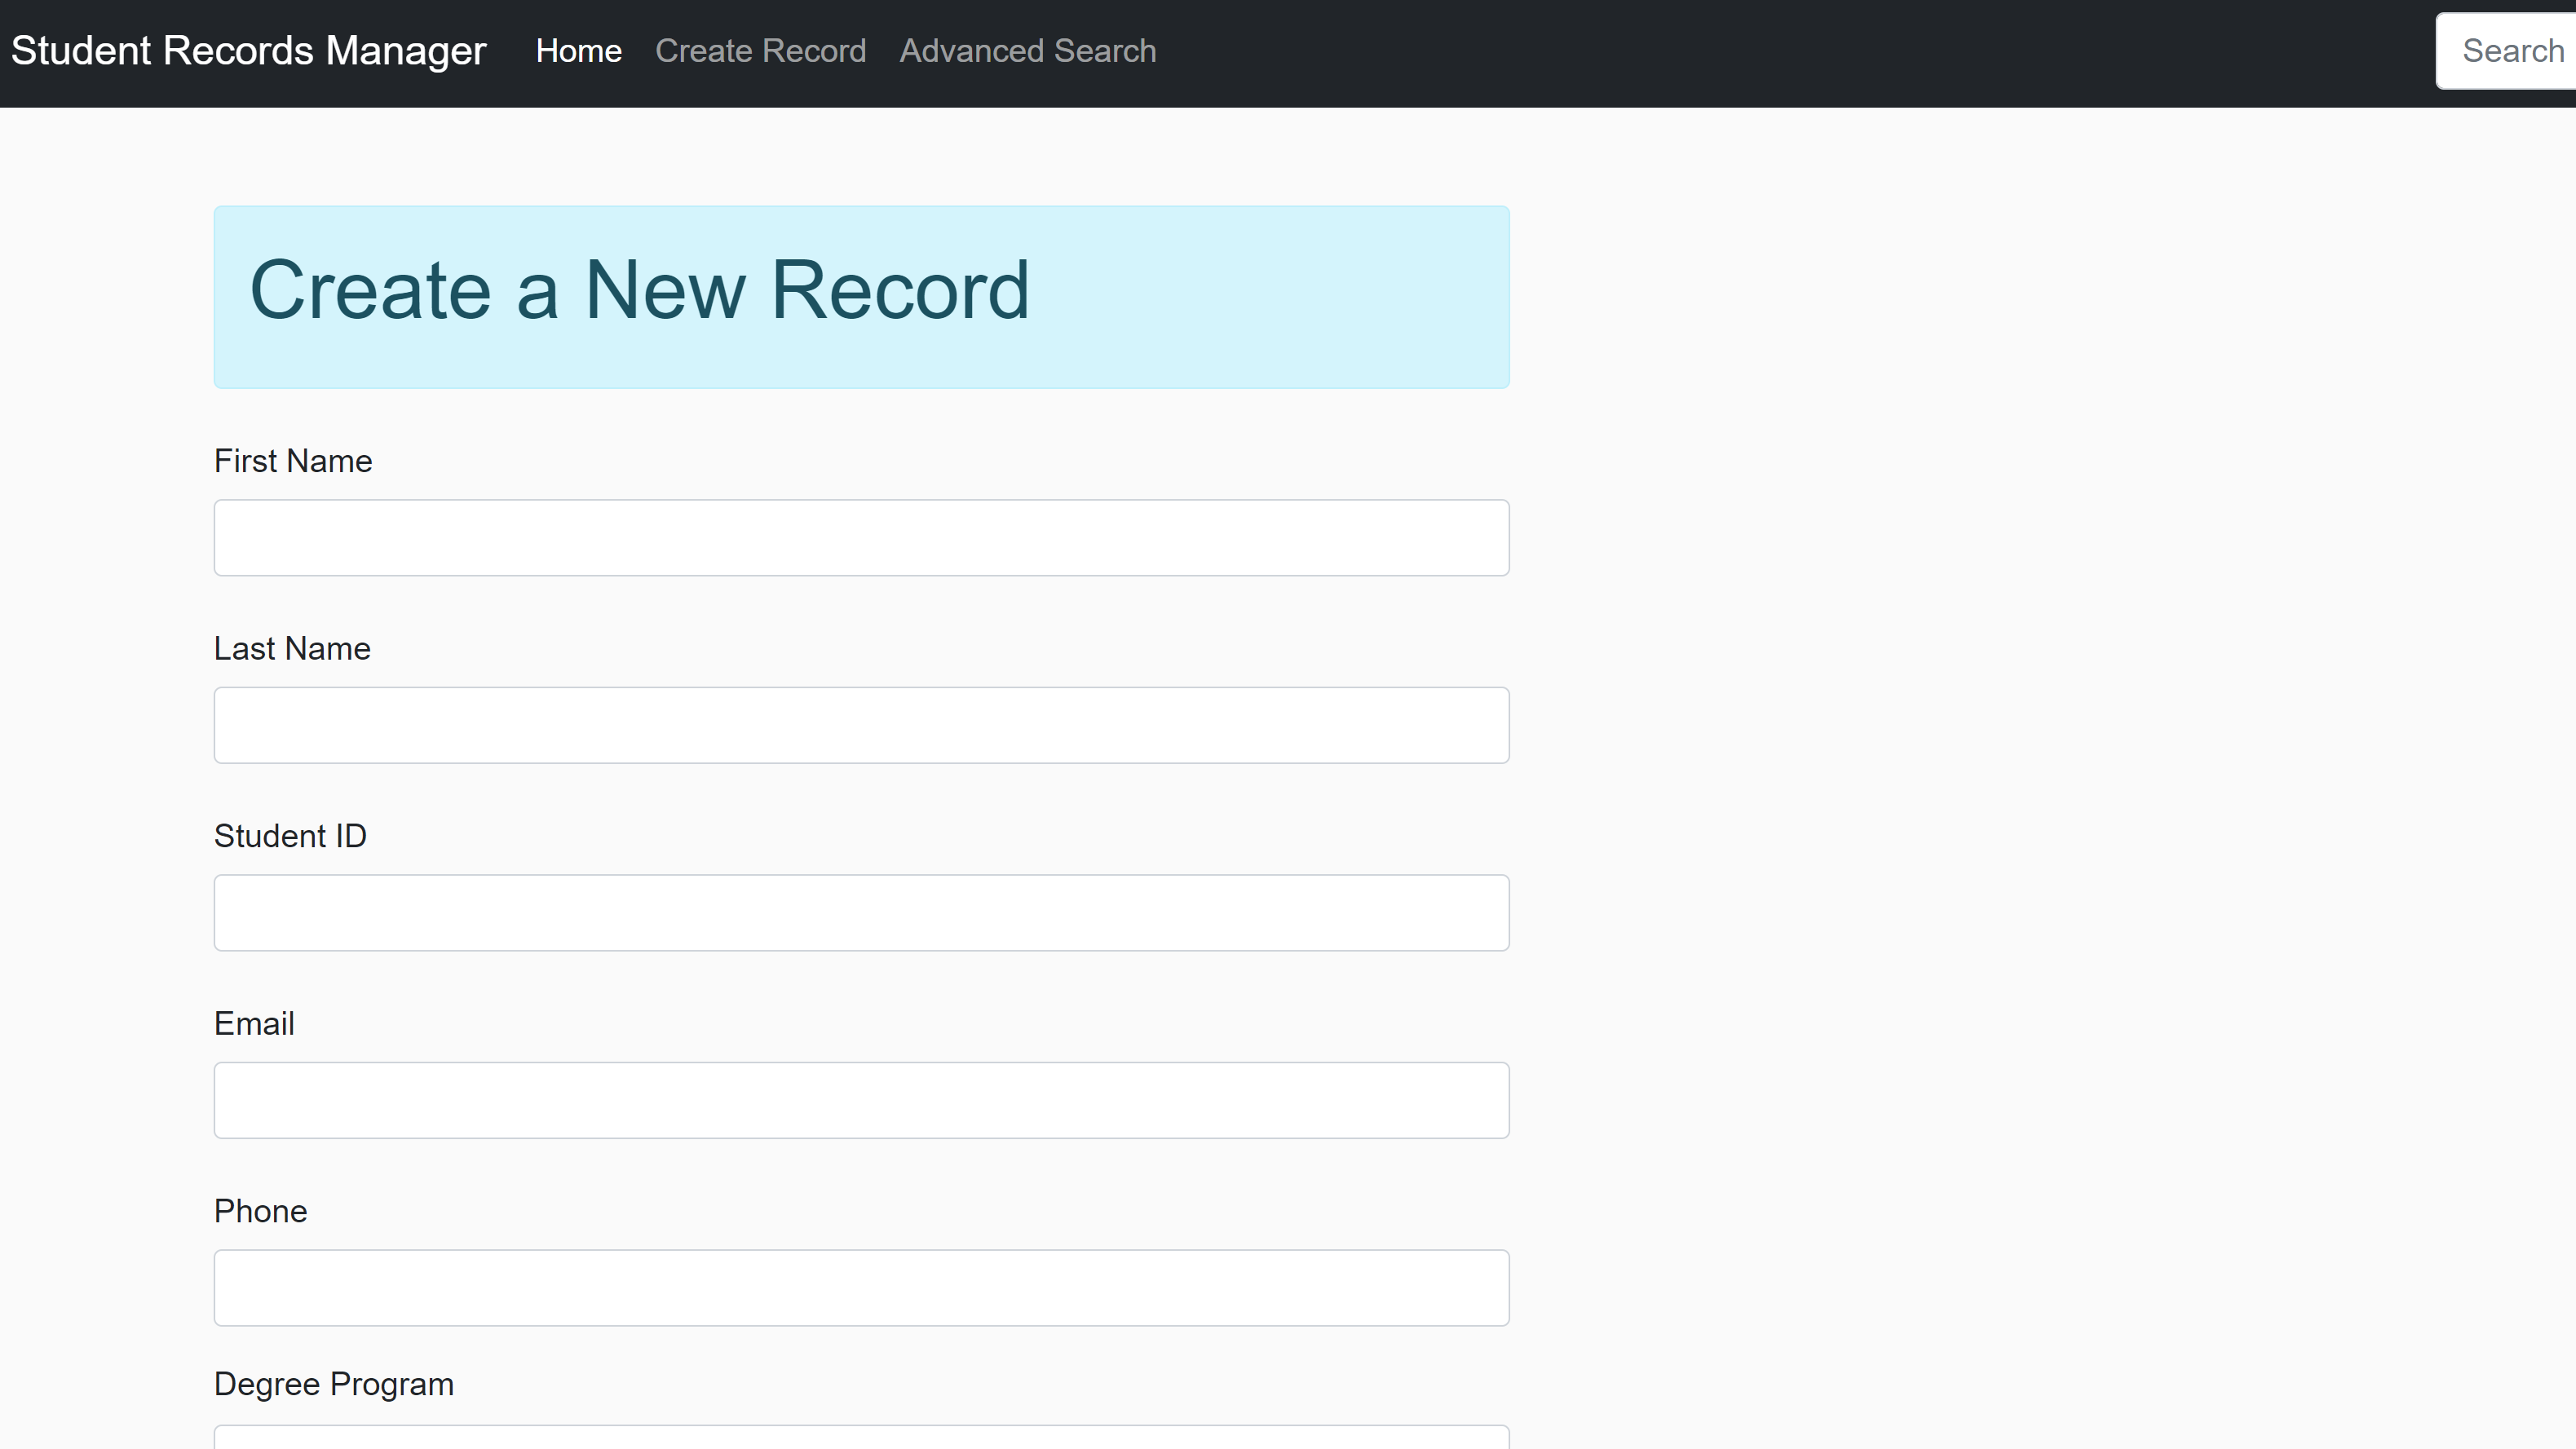 Student Records Manager Home Create Record Advanced Search Search
Create a New Record
First Name
Last Name
Student ID
Email
Phone
Degree Program